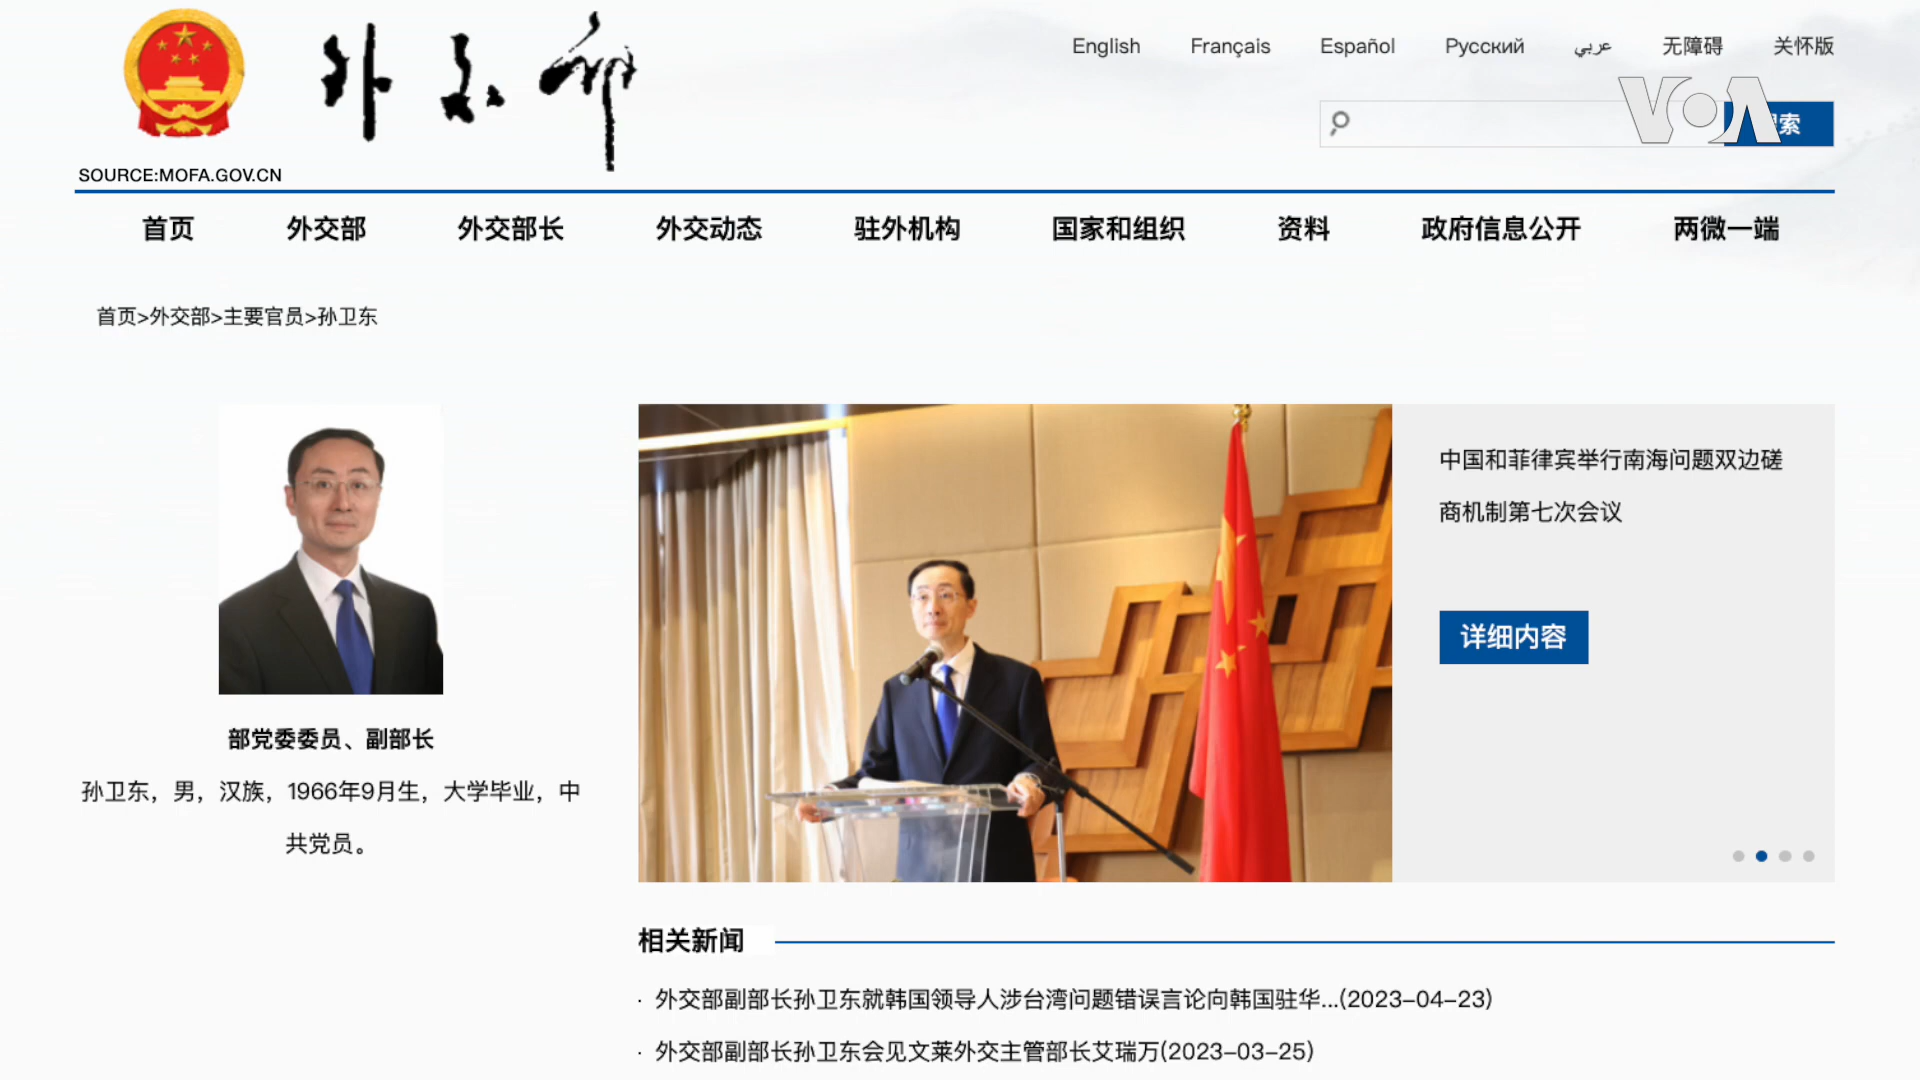 外交部
English Français Español Русский عربي 无障碍 关怀版
VOA
索
SOURCE:MOFA.GOV.CN
首页 外交部 外交部长 外交动态 驻外机构 国家和组织 资料 政府信息公开 两微一端
首页>外交部>主要官员>孙卫东
中国和菲律宾举行南海问题双边磋
商机制第七次会议
详细内容
部党委委员、副部长
孙卫东，男，汉族，1966年9月生，大学毕业，中
共党员。
相关新闻
· 外交部副部长孙卫东就韩国领导人涉台湾问题错误言论向韩国驻华...(2023-04-23)
· 外交部副部长孙卫东会见文莱外交主管部长艾瑞万(2023-03-25)